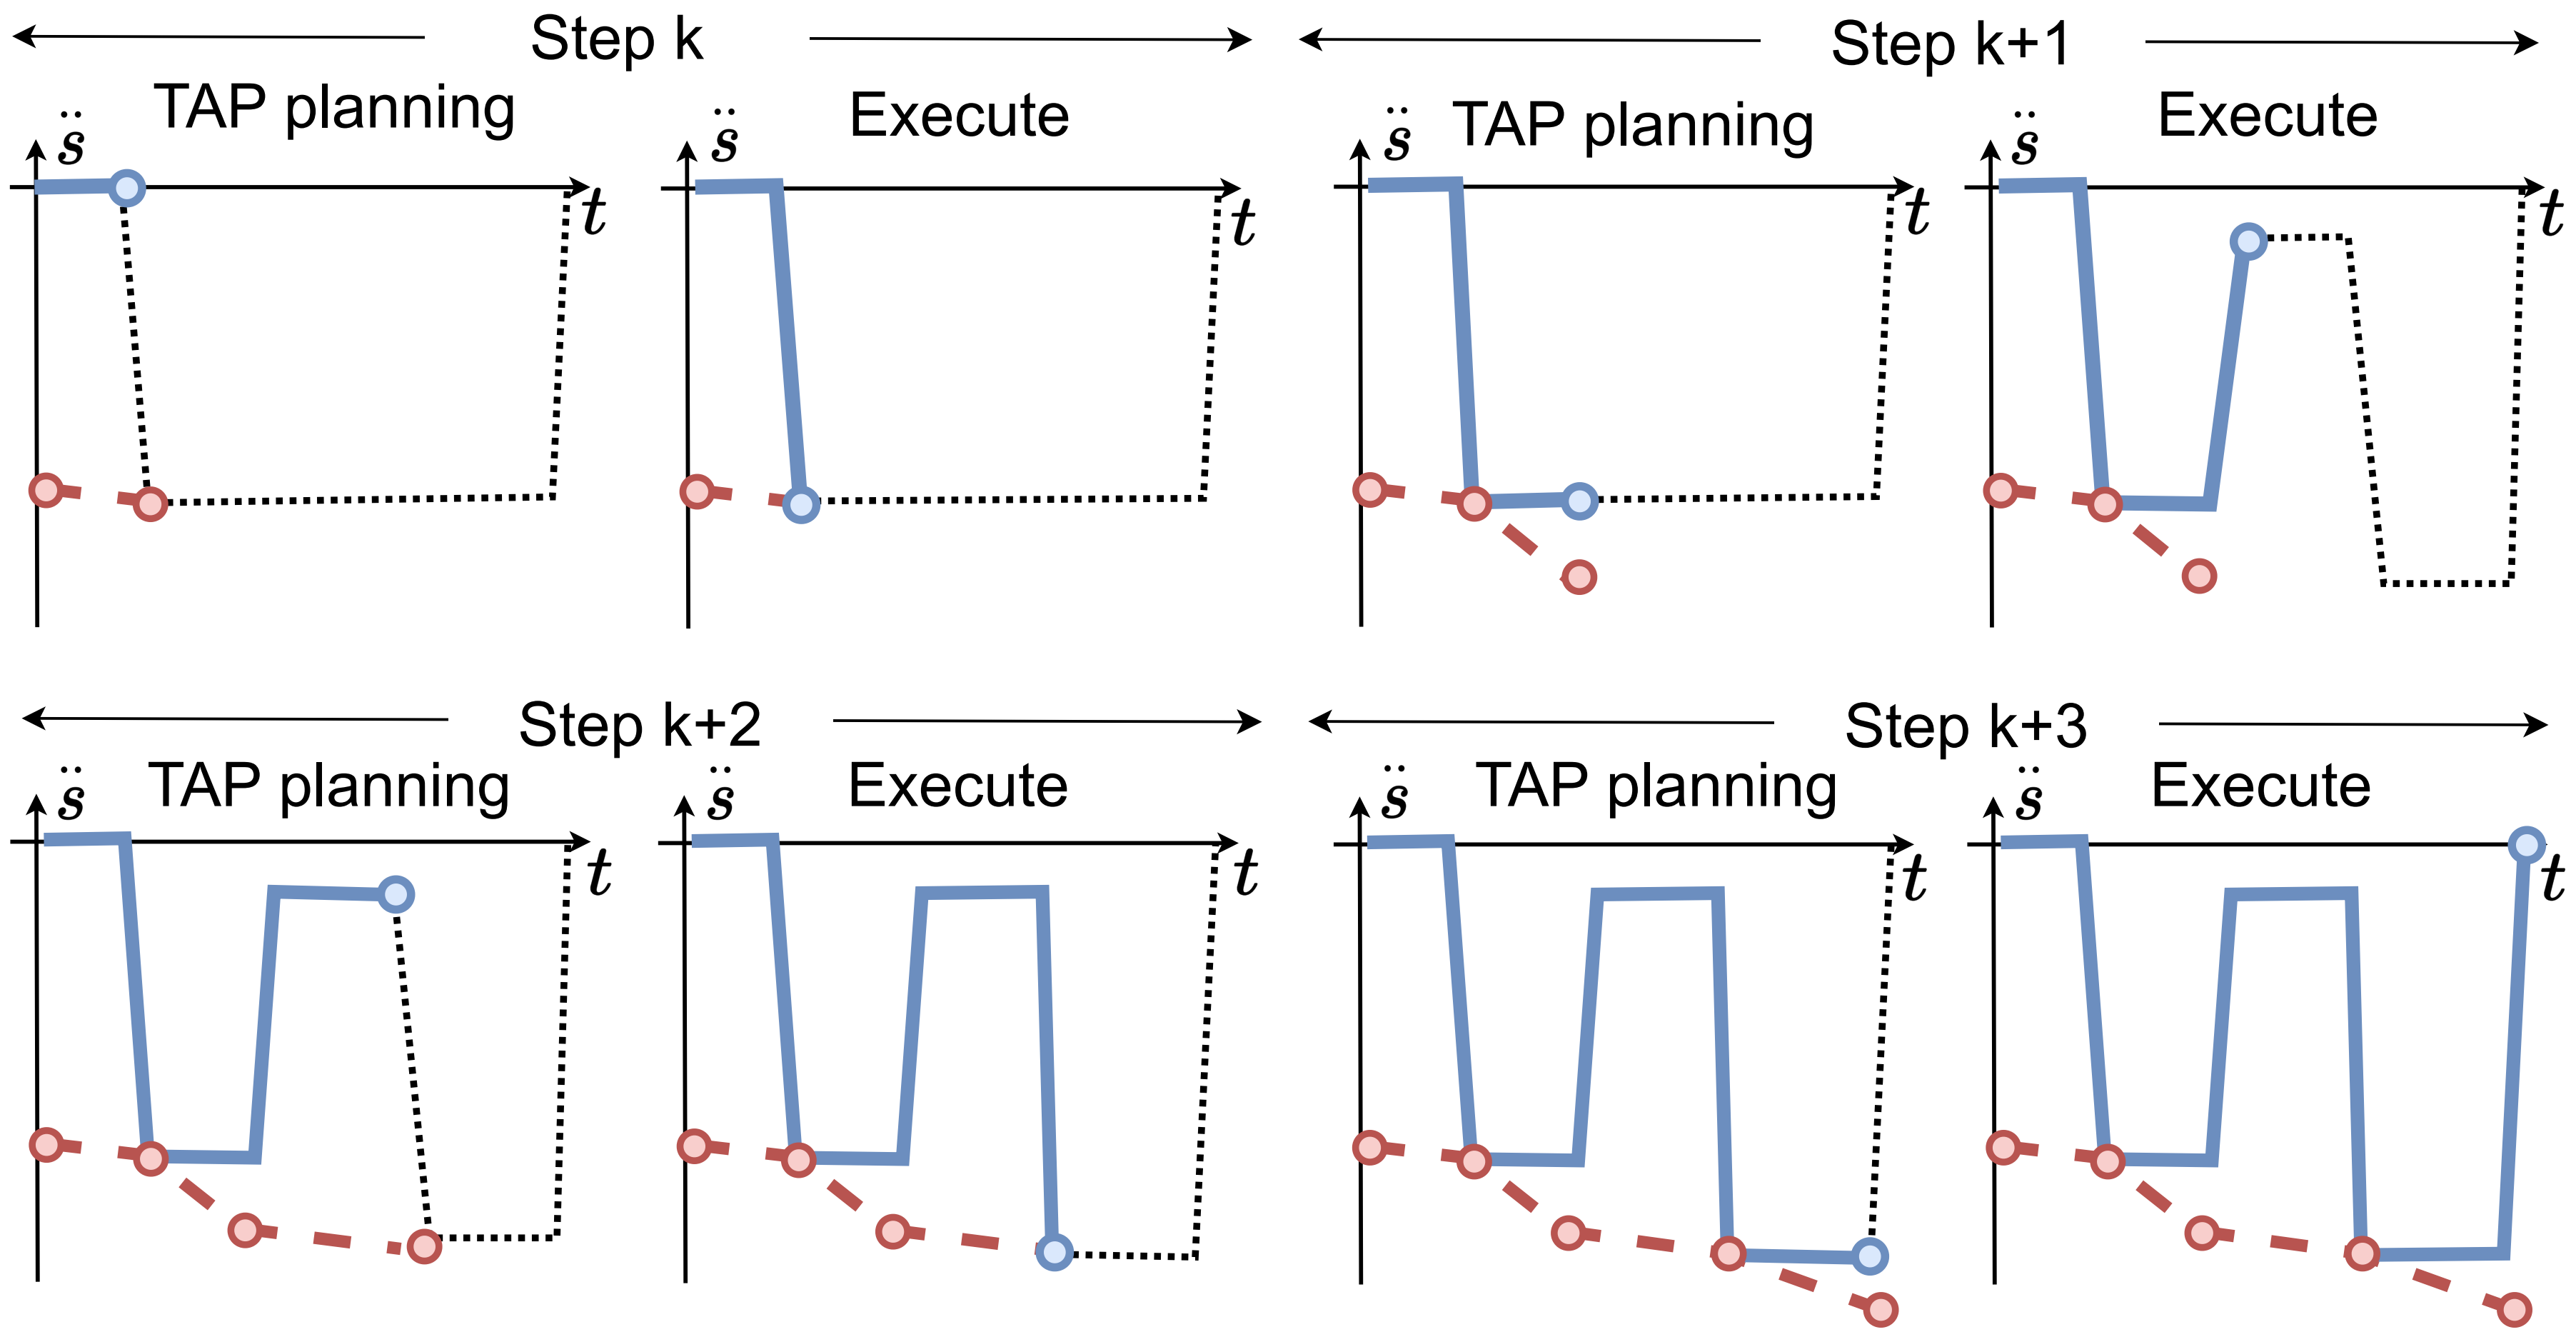 Step k
Step k+1
TAP planning
Execute
TAP planning
Execute
s̈
s̈
s̈
s̈
t
t
t
t
Step k+2
Step k+3
TAP planning
Execute
TAP planning
Execute
s̈
s̈
s̈
s̈
t
t
t
t